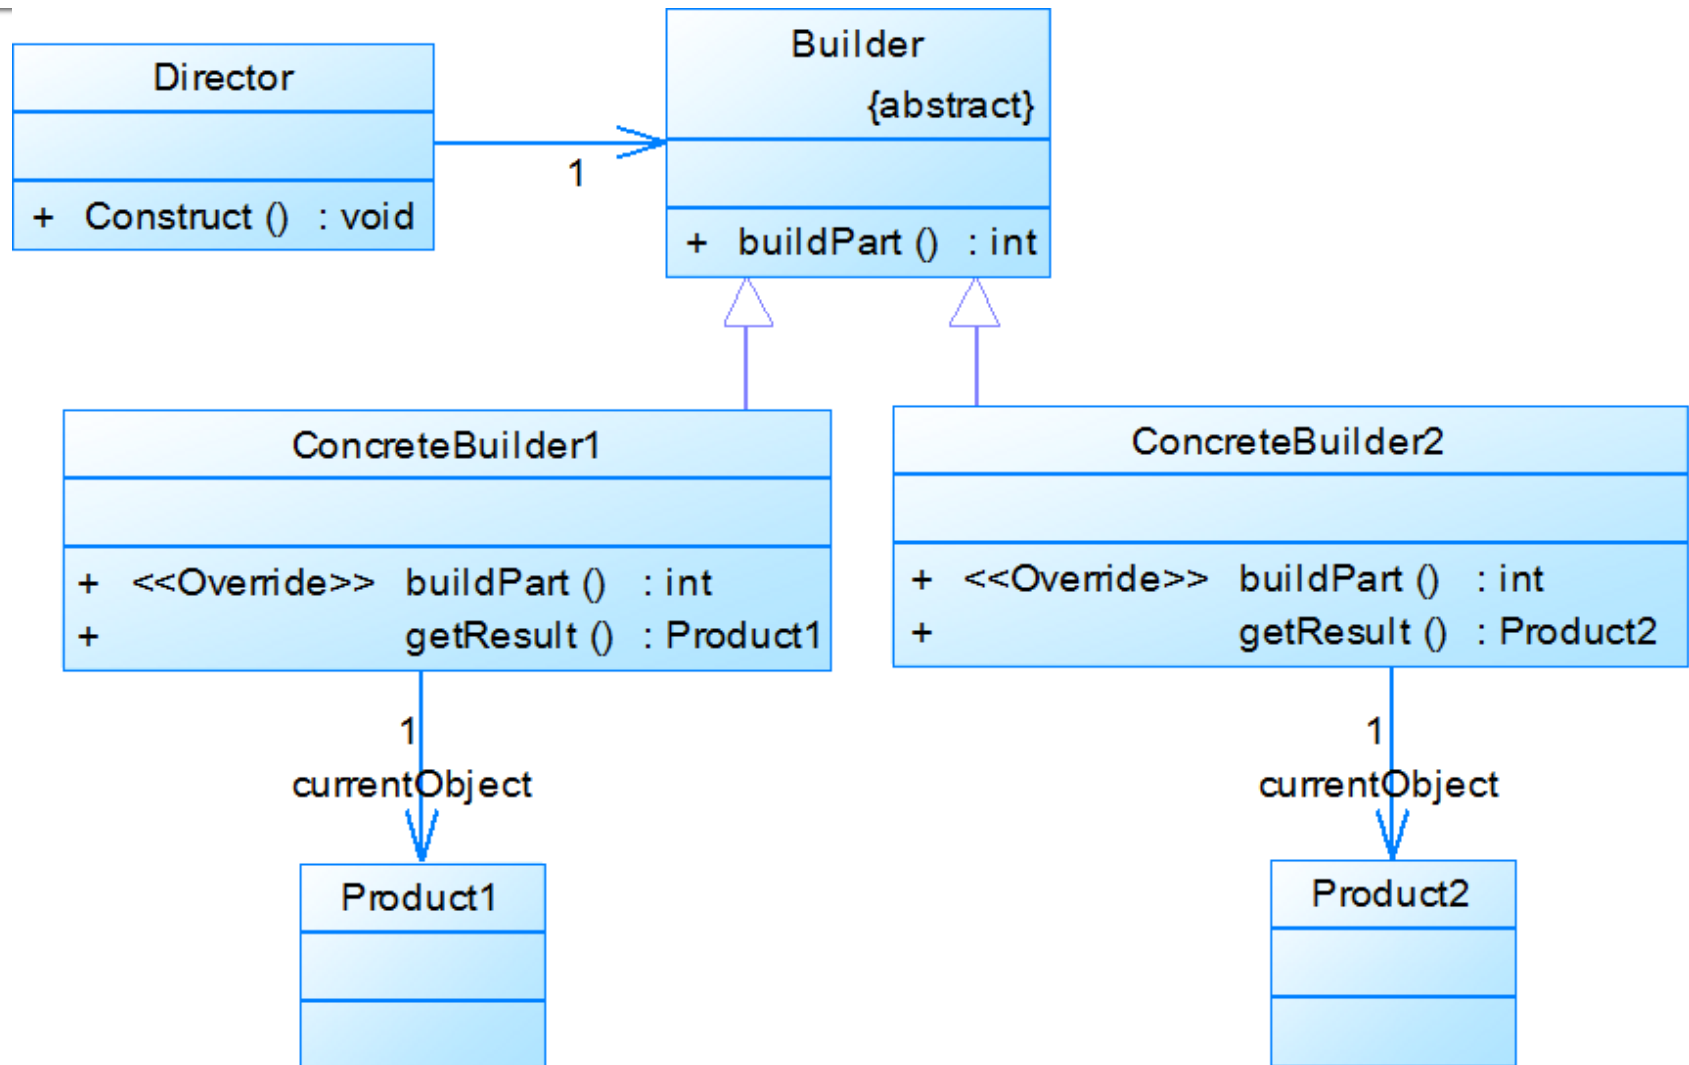 Director
+ Construct () : void
1
Builder
{abstract}
+ buildPart () : int
ConcreteBuilder1
+ <<Override>> buildPart () : int
+ getResult () : Product1
ConcreteBuilder2
+ <<Override>> buildPart () : int
+ getResult () : Product2
1
currentObject
1
currentObject
Product1
Product2